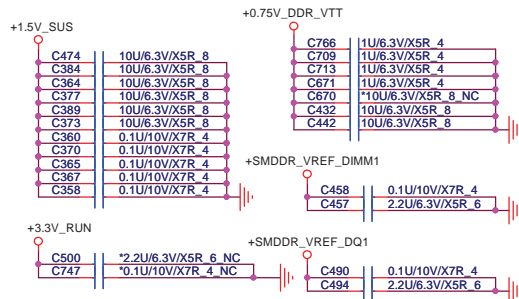 +1.5V_SUS
C474 10U/6.3V/X5R_8
C384 10U/6.3V/X5R_8
C364 10U/6.3V/X5R_8
C377 10U/6.3V/X5R_8
C389 10U/6.3V/X5R_8
C373 10U/6.3V/X5R_8
C360 0.1U/10V/X7R_4
C370 0.1U/10V/X7R_4
C365 0.1U/10V/X7R_4
C367 0.1U/10V/X7R_4
C358 0.1U/10V/X7R_4
+3.3V_RUN
C500 *2.2U/6.3V/X5R_6_NC
C747 *0.1U/10V/X7R_4_NC
+0.75V_DDR_VTT
C766 1U/6.3V/X5R_4
C709 1U/6.3V/X5R_4
C713 1U/6.3V/X5R_4
C671 1U/6.3V/X5R_4
C670 *10U/6.3V/X5R_8_NC
C432 10U/6.3V/X5R_8
C442 10U/6.3V/X5R_8
+SMDDR_VREF_DIMM1
C458 0.1U/10V/X7R_4
C457 2.2U/6.3V/X5R_6
+SMDDR_VREF_DQ1
C490 0.1U/10V/X7R_4
C494 2.2U/6.3V/X5R_6